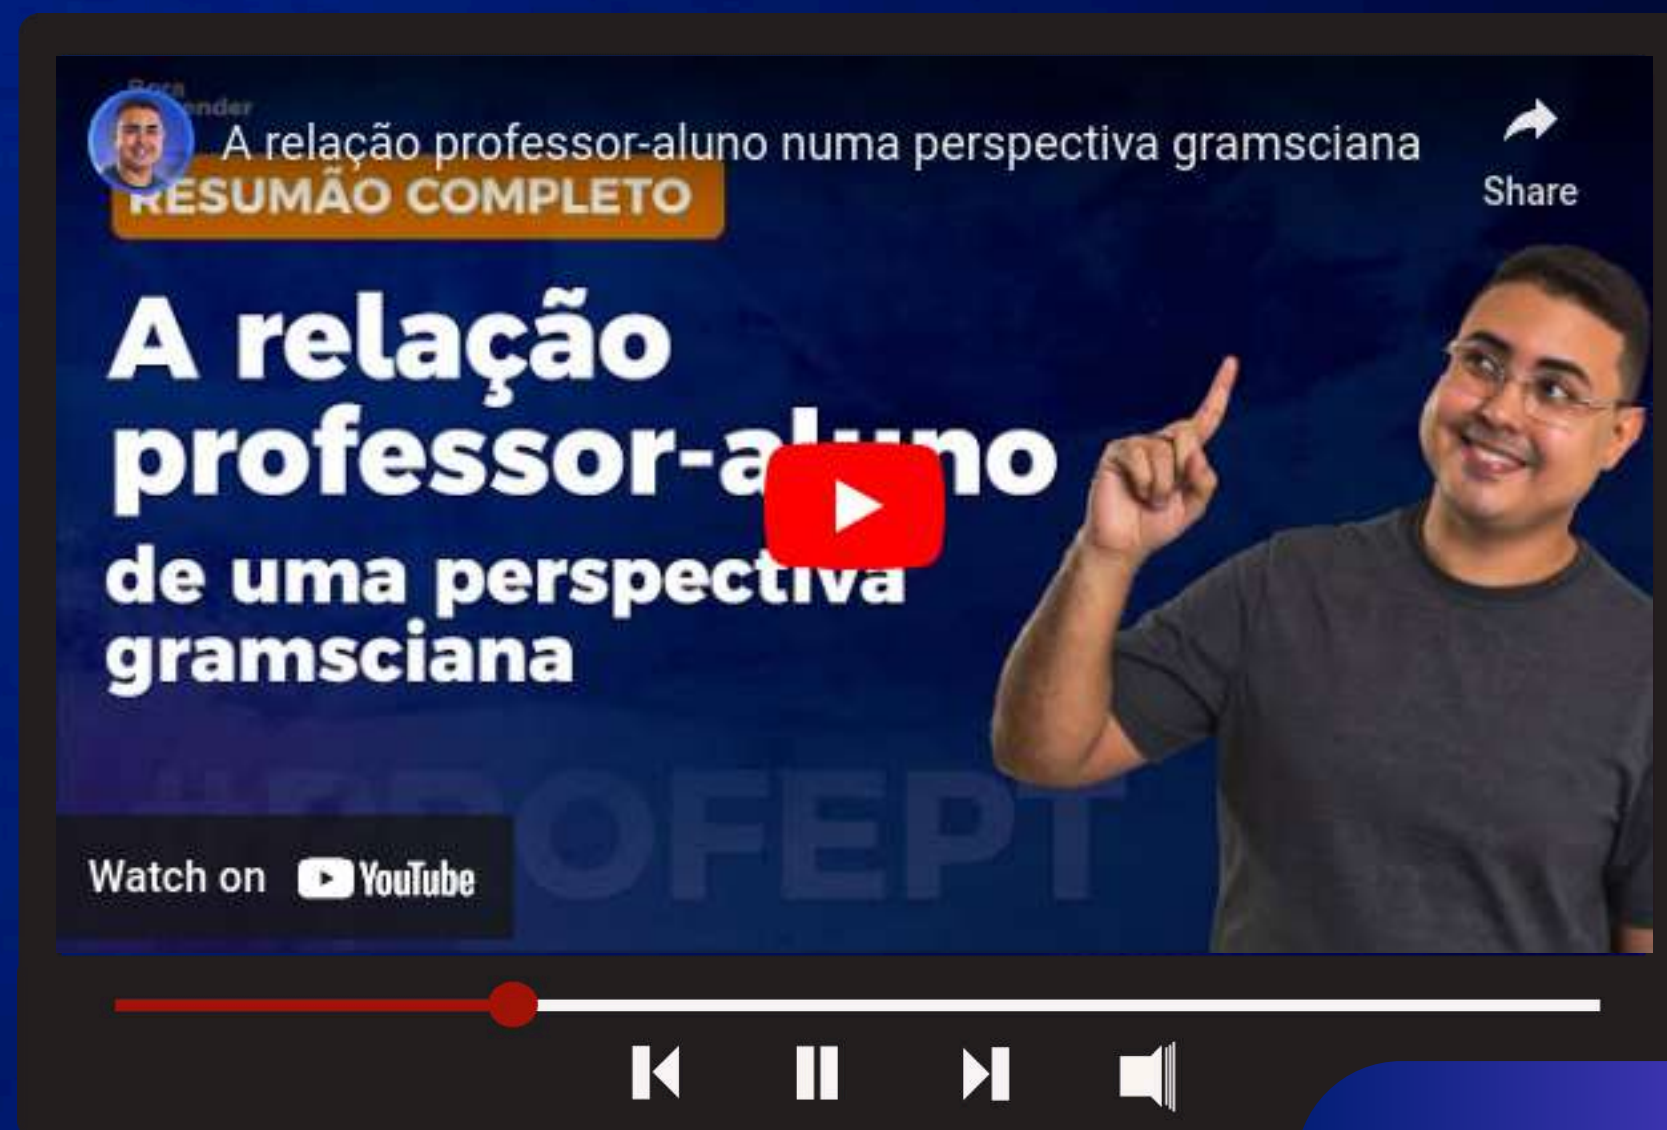 A relação professor-aluno numa perspectiva gramsciana
Share
RESUMÃO COMPLETO
A relação
professor-aluno
de uma perspectiva
gramsciana
PROFEPT
Watch on YouTube